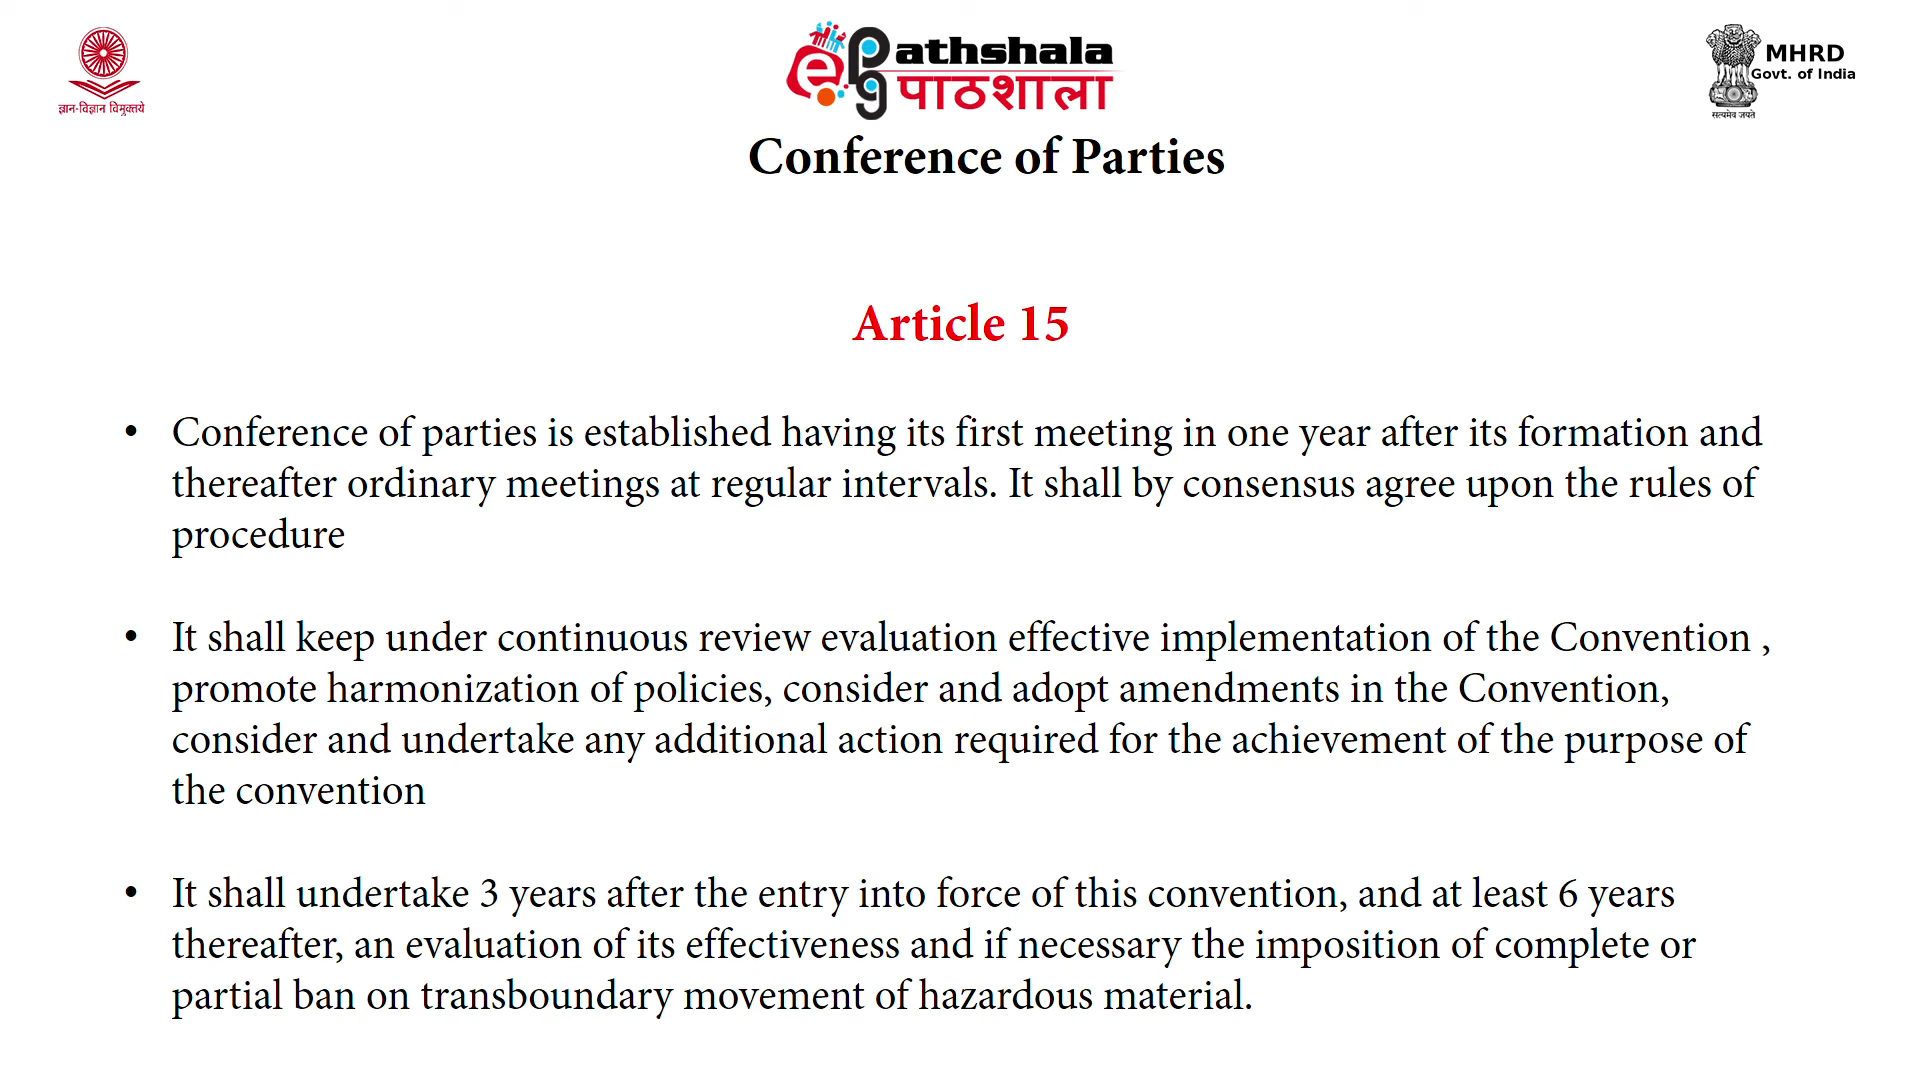 ज्ञान-विज्ञान विमुक्तये
ePG Pathshala
पाठशाला
MHRD
Govt. of India
सत्यमेव जयते
Conference of Parties
Article 15
• Conference of parties is established having its first meeting in one year after its formation and
thereafter ordinary meetings at regular intervals. It shall by consensus agree upon the rules of
procedure
• It shall keep under continuous review evaluation effective implementation of the Convention ,
promote harmonization of policies, consider and adopt amendments in the Convention,
consider and undertake any additional action required for the achievement of the purpose of
the convention
• It shall undertake 3 years after the entry into force of this convention, and at least 6 years
thereafter, an evaluation of its effectiveness and if necessary the imposition of complete or
partial ban on transboundary movement of hazardous material.